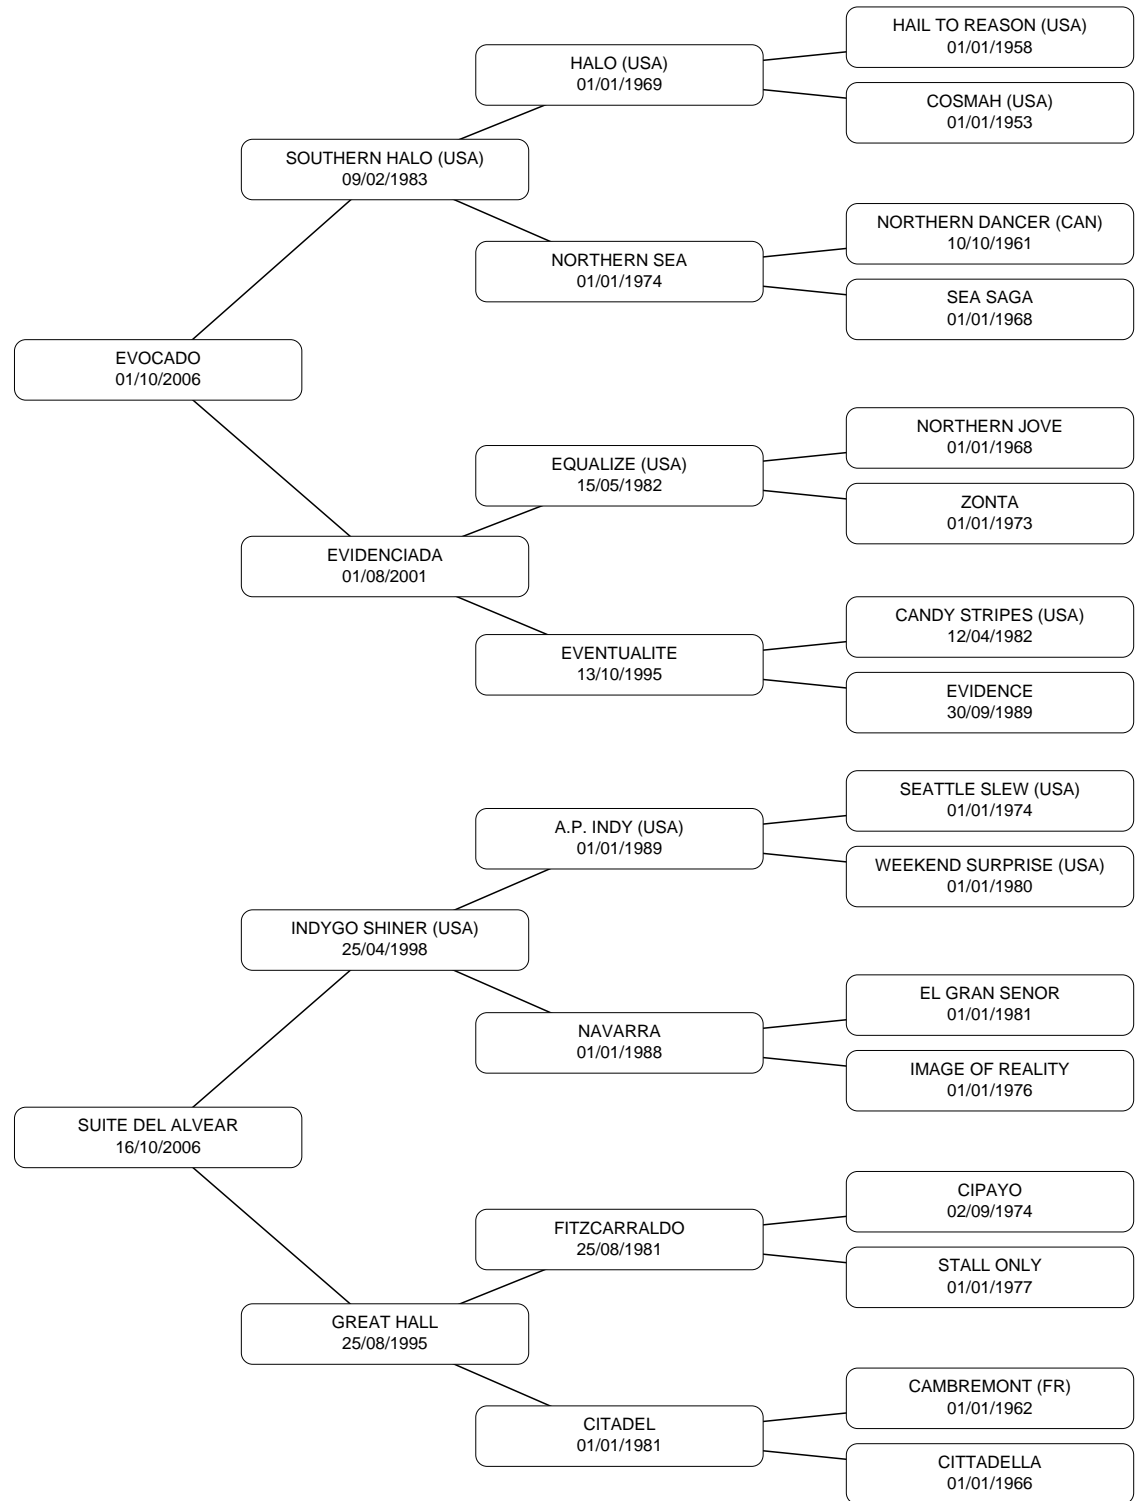 HAIL TO REASON (USA)
01/01/1958
HALO (USA)
01/01/1969
COSMAH (USA)
01/01/1953
SOUTHERN HALO (USA)
09/02/1983
NORTHERN DANCER (CAN)
10/10/1961
NORTHERN SEA
01/01/1974
SEA SAGA
01/01/1968
EVOCADO
01/10/2006
NORTHERN JOVE
01/01/1968
EQUALIZE (USA)
15/05/1982
ZONTA
01/01/1973
EVIDENCIADA
01/08/2001
CANDY STRIPES (USA)
12/04/1982
EVENTUALITE
13/10/1995
EVIDENCE
30/09/1989
SEATTLE SLEW (USA)
01/01/1974
A.P. INDY (USA)
01/01/1989
WEEKEND SURPRISE (USA)
01/01/1980
INDYGO SHINER (USA)
25/04/1998
EL GRAN SENOR
01/01/1981
NAVARRA
01/01/1988
IMAGE OF REALITY
01/01/1976
SUITE DEL ALVEAR
16/10/2006
CIPAYO
02/09/1974
FITZCARRALDO
25/08/1981
STALL ONLY
01/01/1977
GREAT HALL
25/08/1995
CAMBREMONT (FR)
01/01/1962
CITADEL
01/01/1981
CITTADELLA
01/01/1966